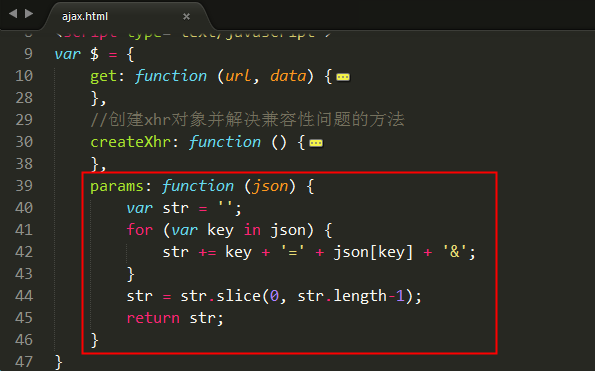 ajax.html
8 <script type="text/javascript">
9 var $ = {
10 get: function (url, data) {
28 },
29 //创建xhr对象并解决兼容性问题的方法
30 createXhr: function () {
38 },
39 params: function (json) {
40 var str = '';
41 for (var key in json) {
42 str += key + '=' + json[key] + '&';
43 }
44 str = str.slice(0, str.length-1);
45 return str;
46 }
47 }